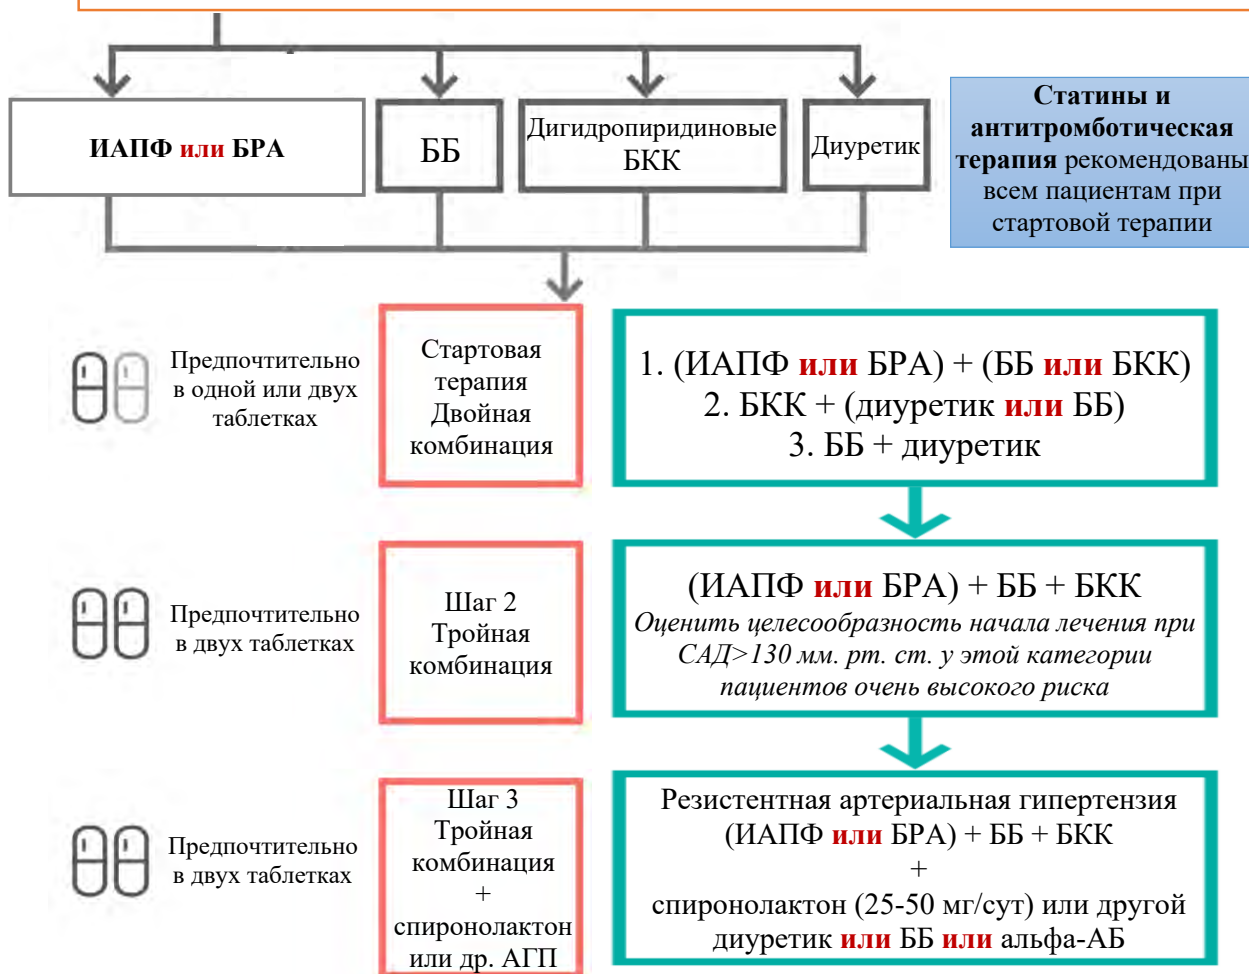 ИАПФ или БРА
ББ
Дигидропиридиновые
БКК
Диуретик
Статины и
антитромботическая
терапия рекомендованы
всем пациентам при
стартовой терапии
Предпочтительно
в одной или двух
таблетках
Стартовая
терапия
Двойная
комбинация
1. (ИАПФ или БРА) + (ББ или БКК)
2. БКК + (диуретик или ББ)
3. ББ + диуретик
Предпочтительно
в двух таблетках
Шаг 2
Тройная
комбинация
(ИАПФ или БРА) + ББ + БКК
Оценить целесообразность начала лечения при
САД>130 мм. рт. ст. у этой категории
пациентов очень высокого риска
Предпочтительно
в двух таблетках
Шаг 3
Тройная
комбинация
+
спиронолактон
или др. АГП
Резистентная артериальная гипертензия
(ИАПФ или БРА) + ББ + БКК
+
спиронолактон (25-50 мг/сут) или другой
диуретик или ББ или альфа-АБ